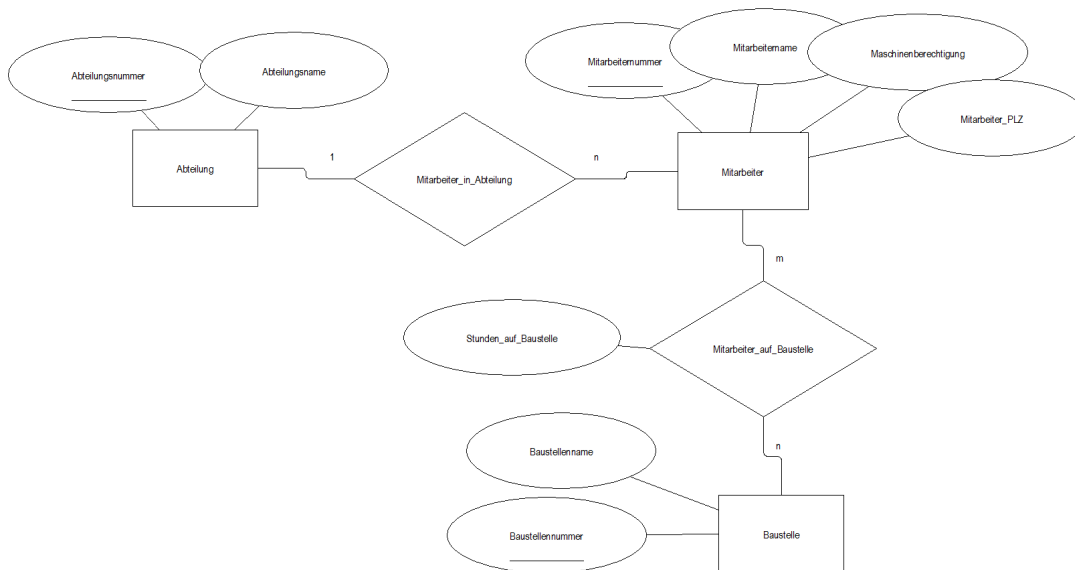 Mitarbeitername
Maschinenberechtigung
Abteilungsnummer
Abteilungsname
Mitarbeiternummer
Mitarbeiter_PLZ
1
n
Abteilung
Mitarbeiter_in_Abteilung
Mitarbeiter
m
Stunden_auf_Baustelle
Mitarbeiter_auf_Baustelle
n
Baustellenname
Baustellennummer
Baustelle